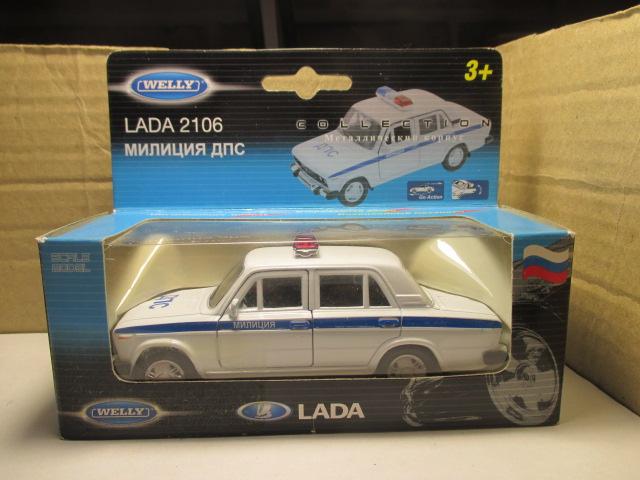 WELLY
3+
LADA 2106
COLLECTION
Металлический корпус
МИЛИЦИЯ ДПС
ДПС
Go Action
SCALE
MODEL
ДПС
МИЛИЦИЯ
WELLY
LADA